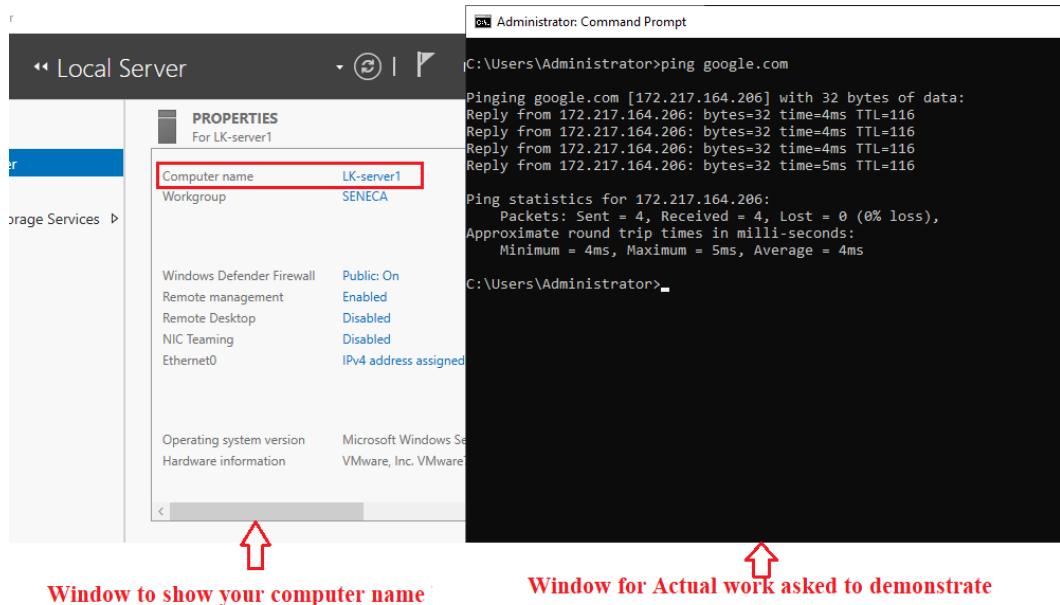 Local Server
PROPERTIES
For LK-server1
Computer name LK-server1
Workgroup SENECA
orage Services
Windows Defender Firewall Public: On
Remote management Enabled
Remote Desktop Disabled
NIC Teaming Disabled
Ethernet0 IPv4 address assigned
Operating system version Microsoft Windows Se
Hardware information VMware, Inc. VMware
Administrator: Command Prompt
C:\Users\Administrator>ping google.com
Pinging google.com [172.217.164.206] with 32 bytes of data:
Reply from 172.217.164.206: bytes=32 time=4ms TTL=116
Reply from 172.217.164.206: bytes=32 time=4ms TTL=116
Reply from 172.217.164.206: bytes=32 time=4ms TTL=116
Reply from 172.217.164.206: bytes=32 time=5ms TTL=116
Ping statistics for 172.217.164.206:
Packets: Sent = 4, Received = 4, Lost = 0 (0% loss),
Approximate round trip times in milli-seconds:
Minimum = 4ms, Maximum = 5ms, Average = 4ms
C:\Users\Administrator>
Window to show your computer name
Window for Actual work asked to demonstrate